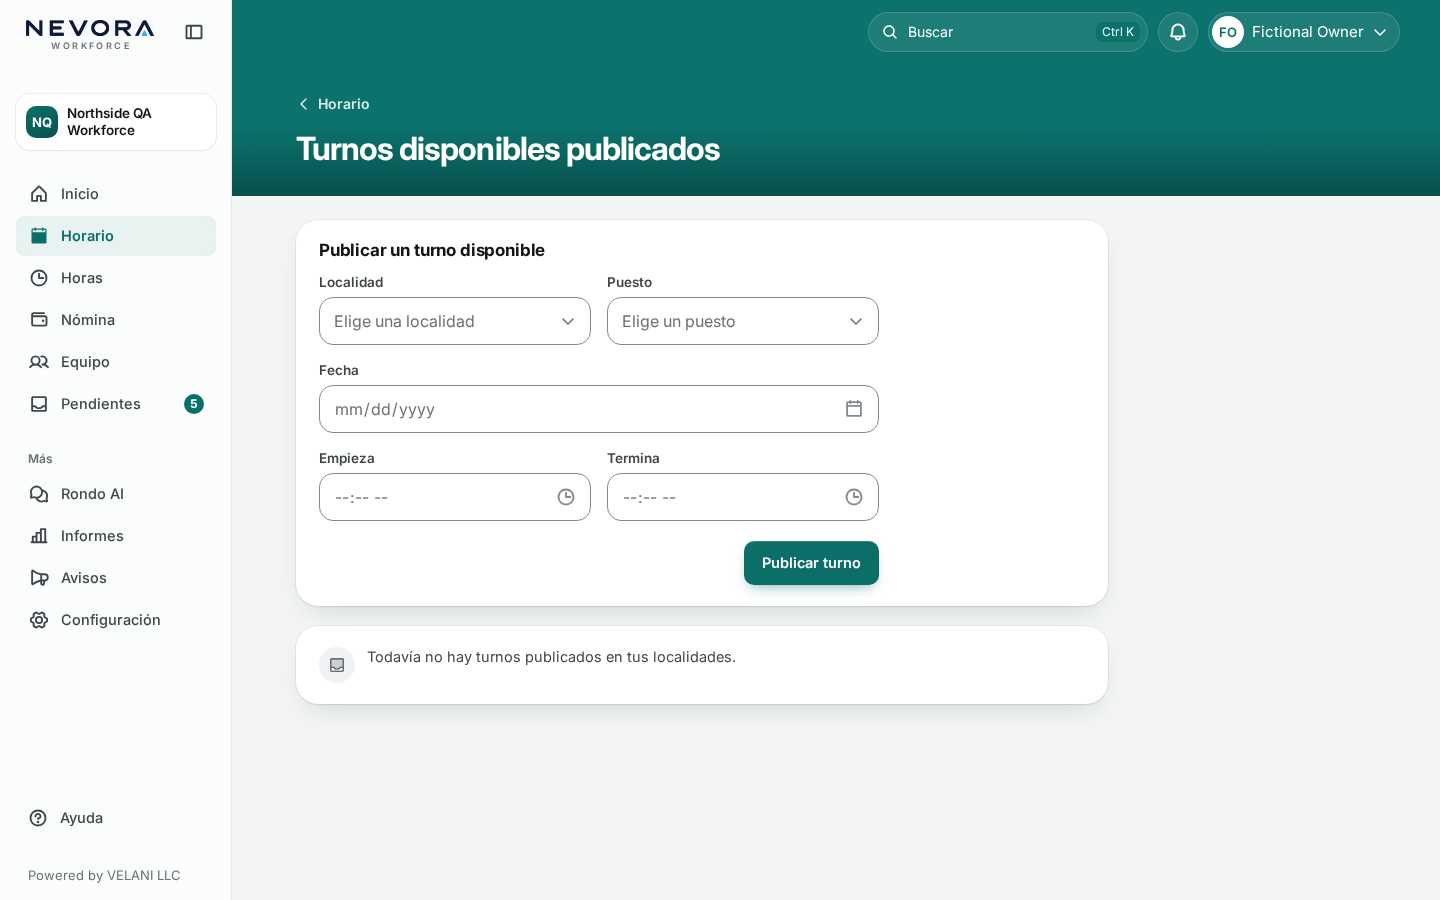 NEVORA
WORKFORCE
Buscar
Ctrl K
FO
Fictional Owner
NQ
Northside QA
Workforce
Inicio
Horario
Horas
Nómina
Equipo
Pendientes
5
Más
Rondo AI
Informes
Avisos
Configuración
Ayuda
Powered by VELANI LLC
Horario
Turnos disponibles publicados
Publicar un turno disponible
Localidad
Puesto
Elige una localidad
Elige un puesto
Fecha
mm/dd/yyyy
Empieza
Termina
--:-- --
--:-- --
Publicar turno
Todavía no hay turnos publicados en tus localidades.